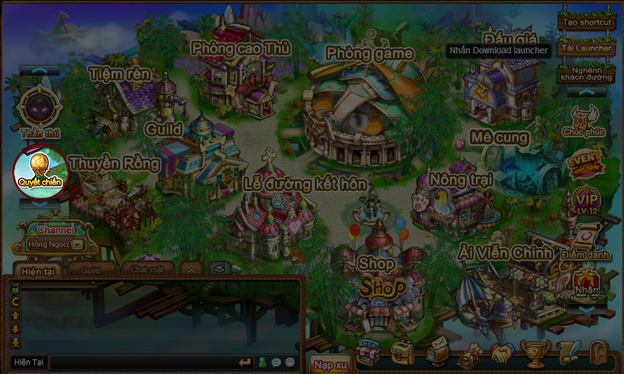 Tạo shortcut
Đấu giá
Phòng cao Thủ
Phòng game
Nhấn Download launcher
Tải Launcher
Tiệm rèn
Nghênh
khách đường
Thần thú
Guild
Mê cung
Chúc phúc
Thuyền Rồng
EVENT
Quyết chiến
Lễ đường kết hôn
Nông trại
VIP
LV:12
Channel
Hồng Ngọc(
Shop
Ải Viễn Chinh
Điểm danh
Hiện tại
Guild
Chat mật
SHOP
Nhận
Hiện Tại
Nạp xu
SHOP